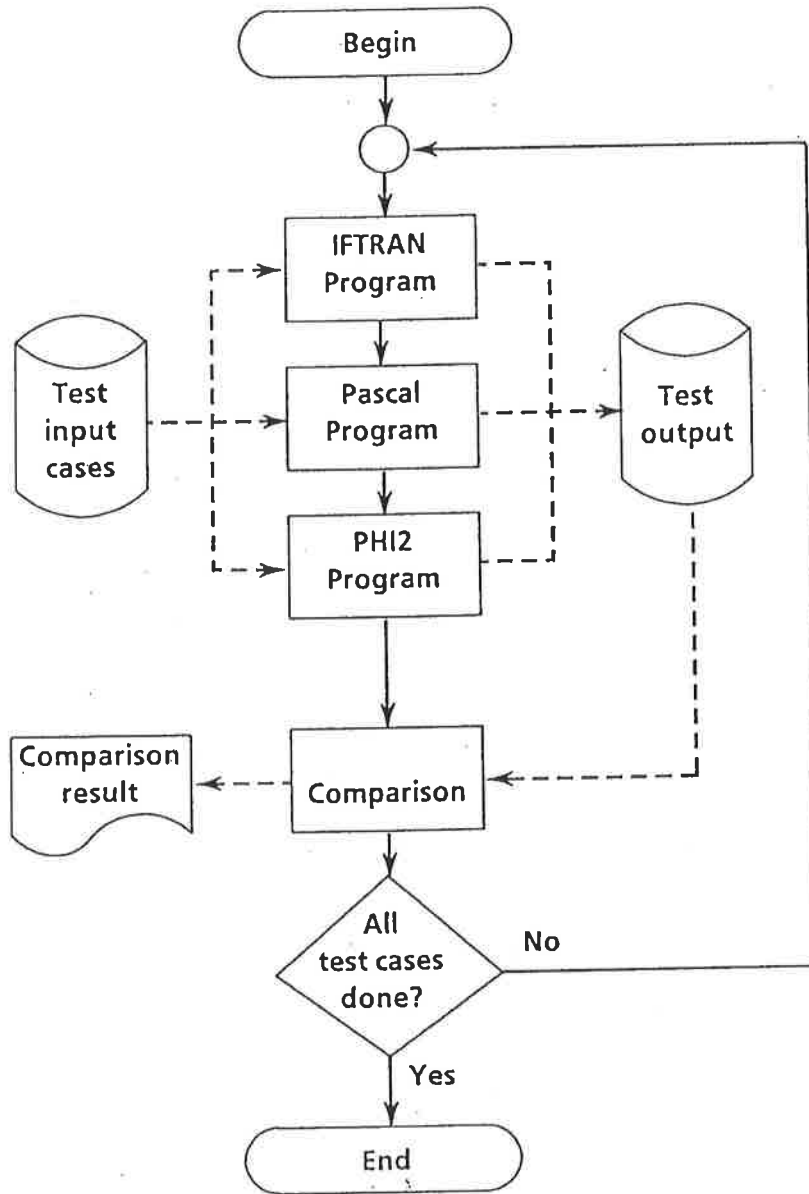 Begin
IFTRAN
Program
Test
input
cases
Pascal
Program
Test
output
PHI2
Program
Comparison
result
Comparison
All
test cases
done?
No
Yes
End